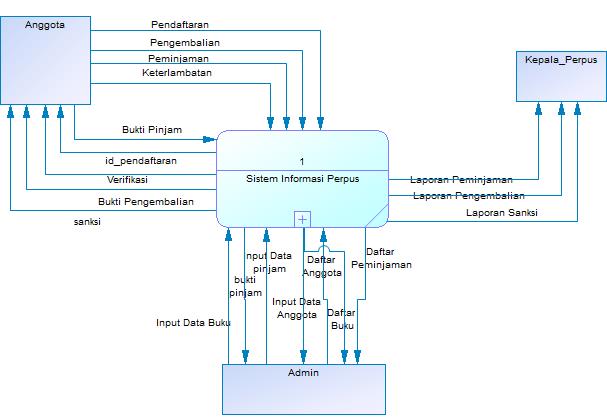 Pendaftaran
Anggota
Pengembalian
Peminjaman
Kepala_Perpus
Keterlambatan
Bukti Pinjam
id_pendaftaran
1
Verifikasi
Sistem Informasi Perpus
Laporan Peminjaman
Laporan Pengembalian
Bukti Pengembalian
Laporan Sanksi
sanksi
nput Data
pinjam
Daftar
Anggota
Daftar
Peminjaman
bukti
pinjam
Input Data
Anggota
Daftar
Buku
Input Data Buku
Admin